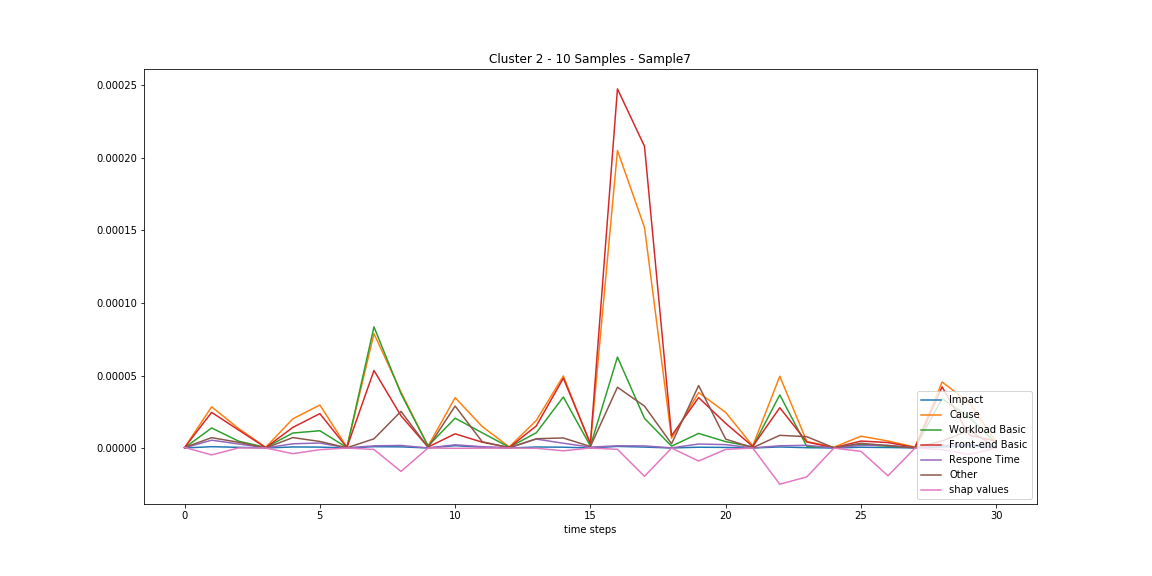 Cluster 2 - 10 Samples - Sample7
0.00025
0.00020
0.00015
0.00010
0.00005
0.00000
Impact
Cause
Workload Basic
Front-end Basic
Respone Time
Other
shap values
0 5 10 15 20 25 30
time steps